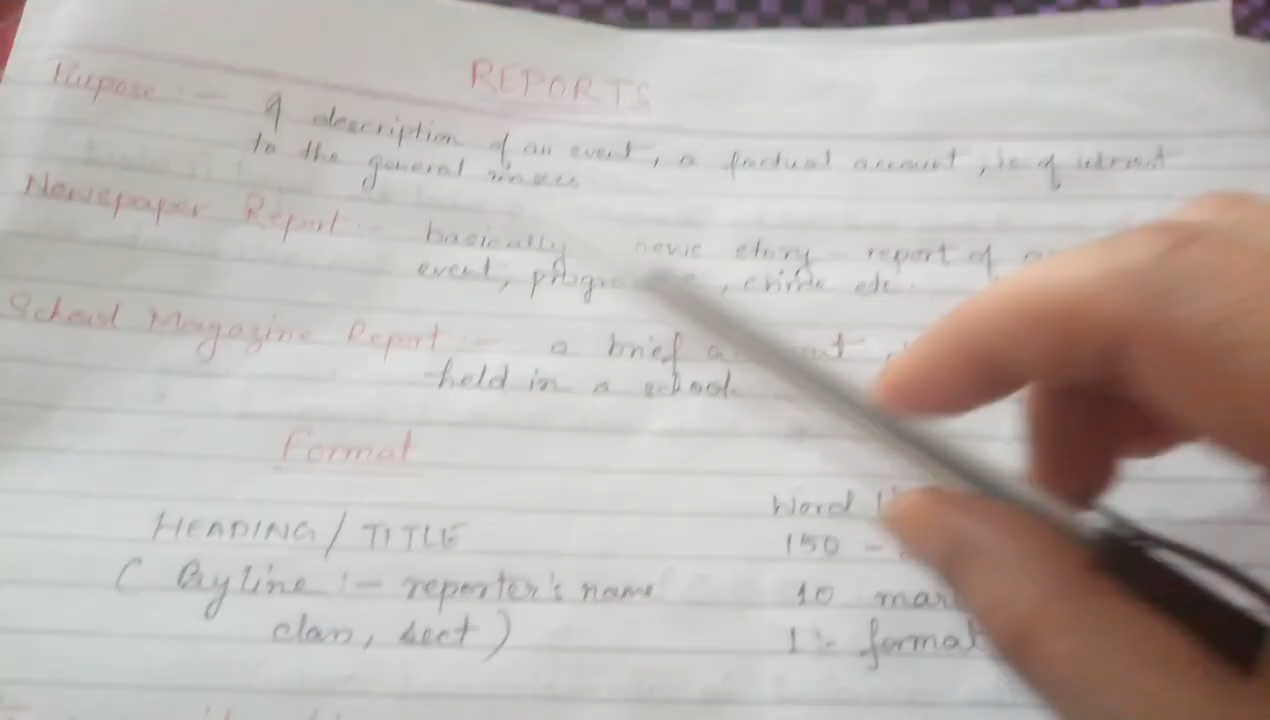 REPORTS
Purpose :- A description of an event, a factual account, is of interest
to the general masses
Newspaper Report :- basically news story report of
event, , crime etc.
School Magazine Report :- a brief
held in a school.
Format
HEADING / TITLE
( Byline :- reporter's name
class, sect )
Word
150 -
10
1 :- format